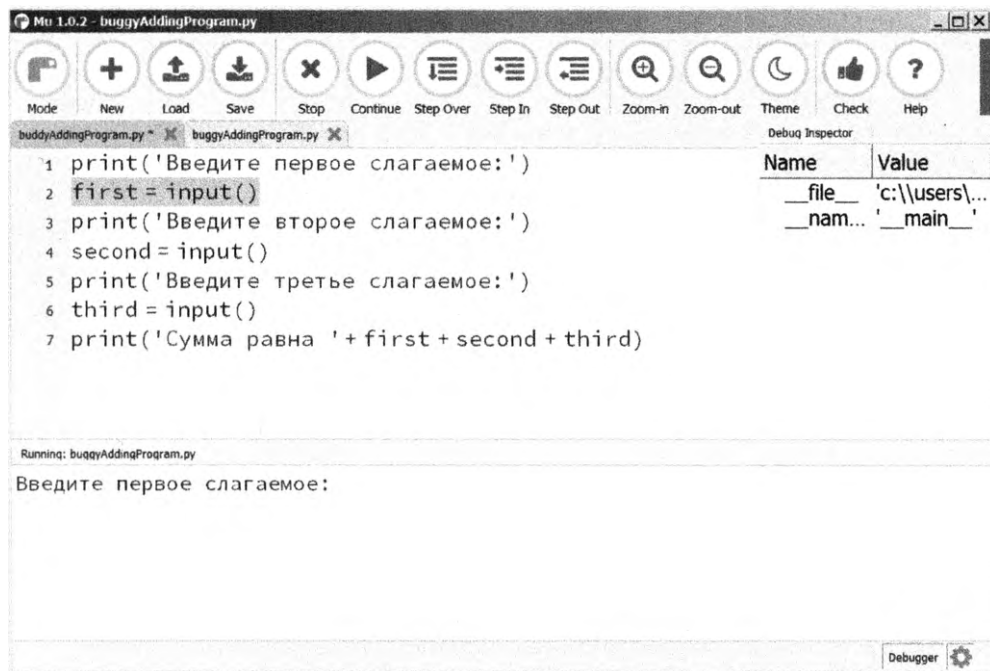 Mu 1.0.2 - buggyAddingProgram.py
Mode New Load Save Stop Continue Step Over Step In Step Out Zoom-in Zoom-out Theme Check Help
buddyAddingProgram.py * buggyAddingProgram.py
Debug Inspector
Name Value
__file__ 'c:\\users\...
__nam... '__main__'
1 print('Введите первое слагаемое:')
2 first = input()
3 print('Введите второе слагаемое:')
4 second = input()
5 print('Введите третье слагаемое:')
6 third = input()
7 print('Сумма равна '+ first + second + third)
Running: buggyAddingProgram.py
Введите первое слагаемое:
Debugger